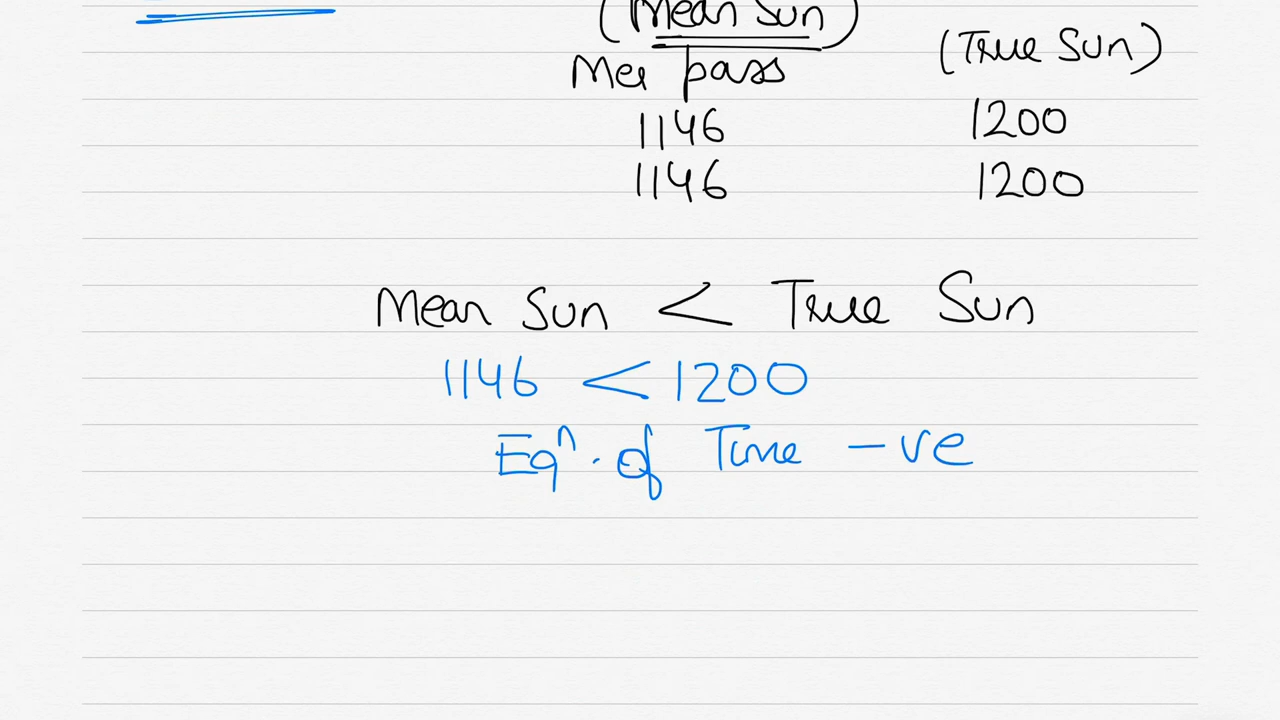 (Mean Sun)
(True Sun)
Mer pass
1146 1200
1146 1200
Mean Sun < True Sun
1146 < 1200
Eqⁿ. of Time -ve